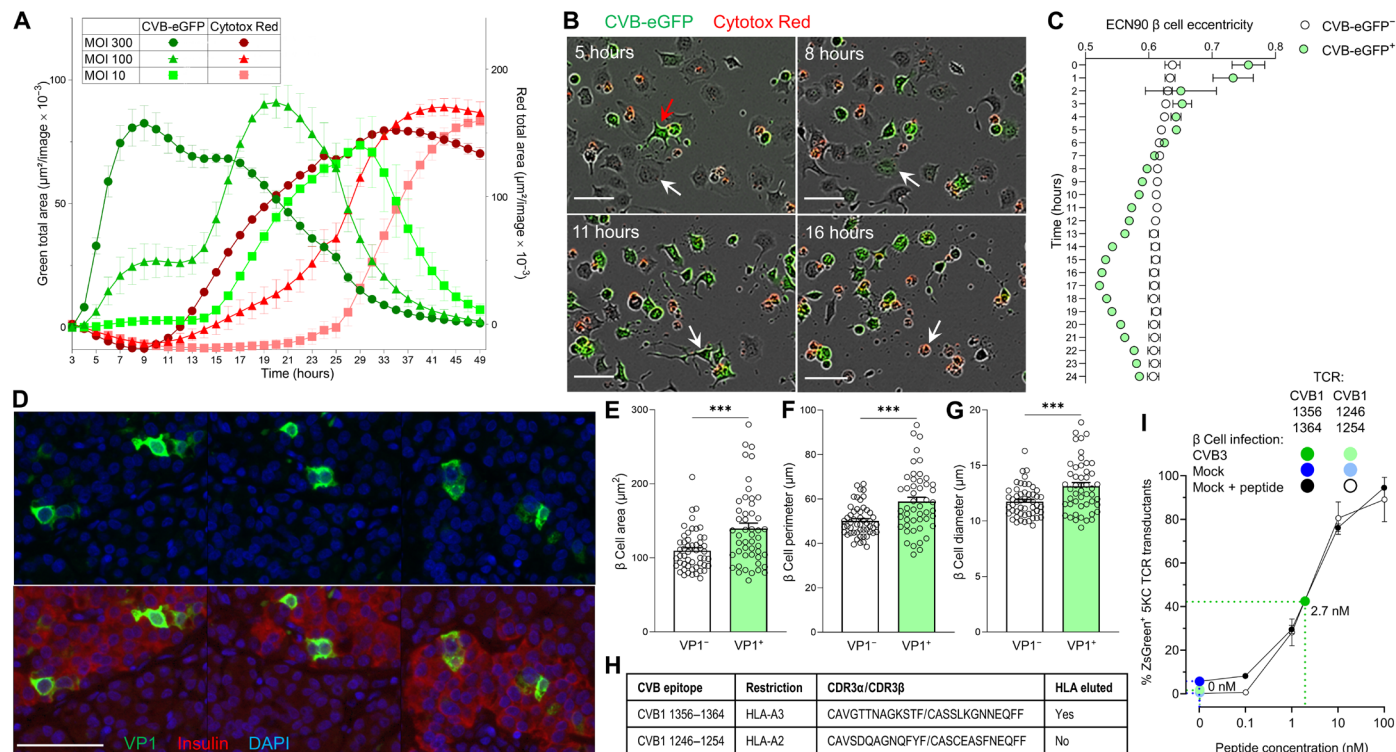 A
CVB-eGFP Cytotox Red
MOI 300
MOI 100
MOI 10
Green total area (µm²/image × 10⁻³)
100
50
0
Red total area (µm²/image × 10⁻³)
200
100
0
3 5 7 9 11 13 15 17 19 21 23 25 29 33 37 41 45 49
Time (hours)
B
CVB-eGFP Cytotox Red
5 hours
8 hours
11 hours
16 hours
C
ECN90 β cell eccentricity
0.5 0.6 0.7 0.8
CVB-eGFP⁻
CVB-eGFP⁺
Time (hours)
0
1
2
3
4
5
6
7
8
9
10
11
12
13
14
15
16
17
18
19
20
21
22
23
24
D
VP1 Insulin DAPI
E
β Cell area (µm²)
300
200
100
0
VP1⁻ VP1⁺
***
F
β Cell perimeter (µm)
100
80
60
40
20
0
VP1⁻ VP1⁺
***
G
β Cell diameter (µm)
20
15
10
5
0
VP1⁻ VP1⁺
***
H
CVB epitope Restriction CDR3α/CDR3β HLA eluted
CVB1 1356–1364 HLA-A3 CAVGTTNAGKSTF/CASSLKGNNEQFF Yes
CVB1 1246–1254 HLA-A2 CAVSDQAGNQFYF/CASCEASFNEQFF No
I
TCR:
CVB1 CVB1
1356 1246
1364 1254
β Cell infection:
CVB3
Mock
Mock + peptide
% ZsGreen⁺ 5KC TCR transductants
100
80
60
40
20
0
2.7 nM
0 nM
0 0.1 1 10 100
Peptide concentration (nM)